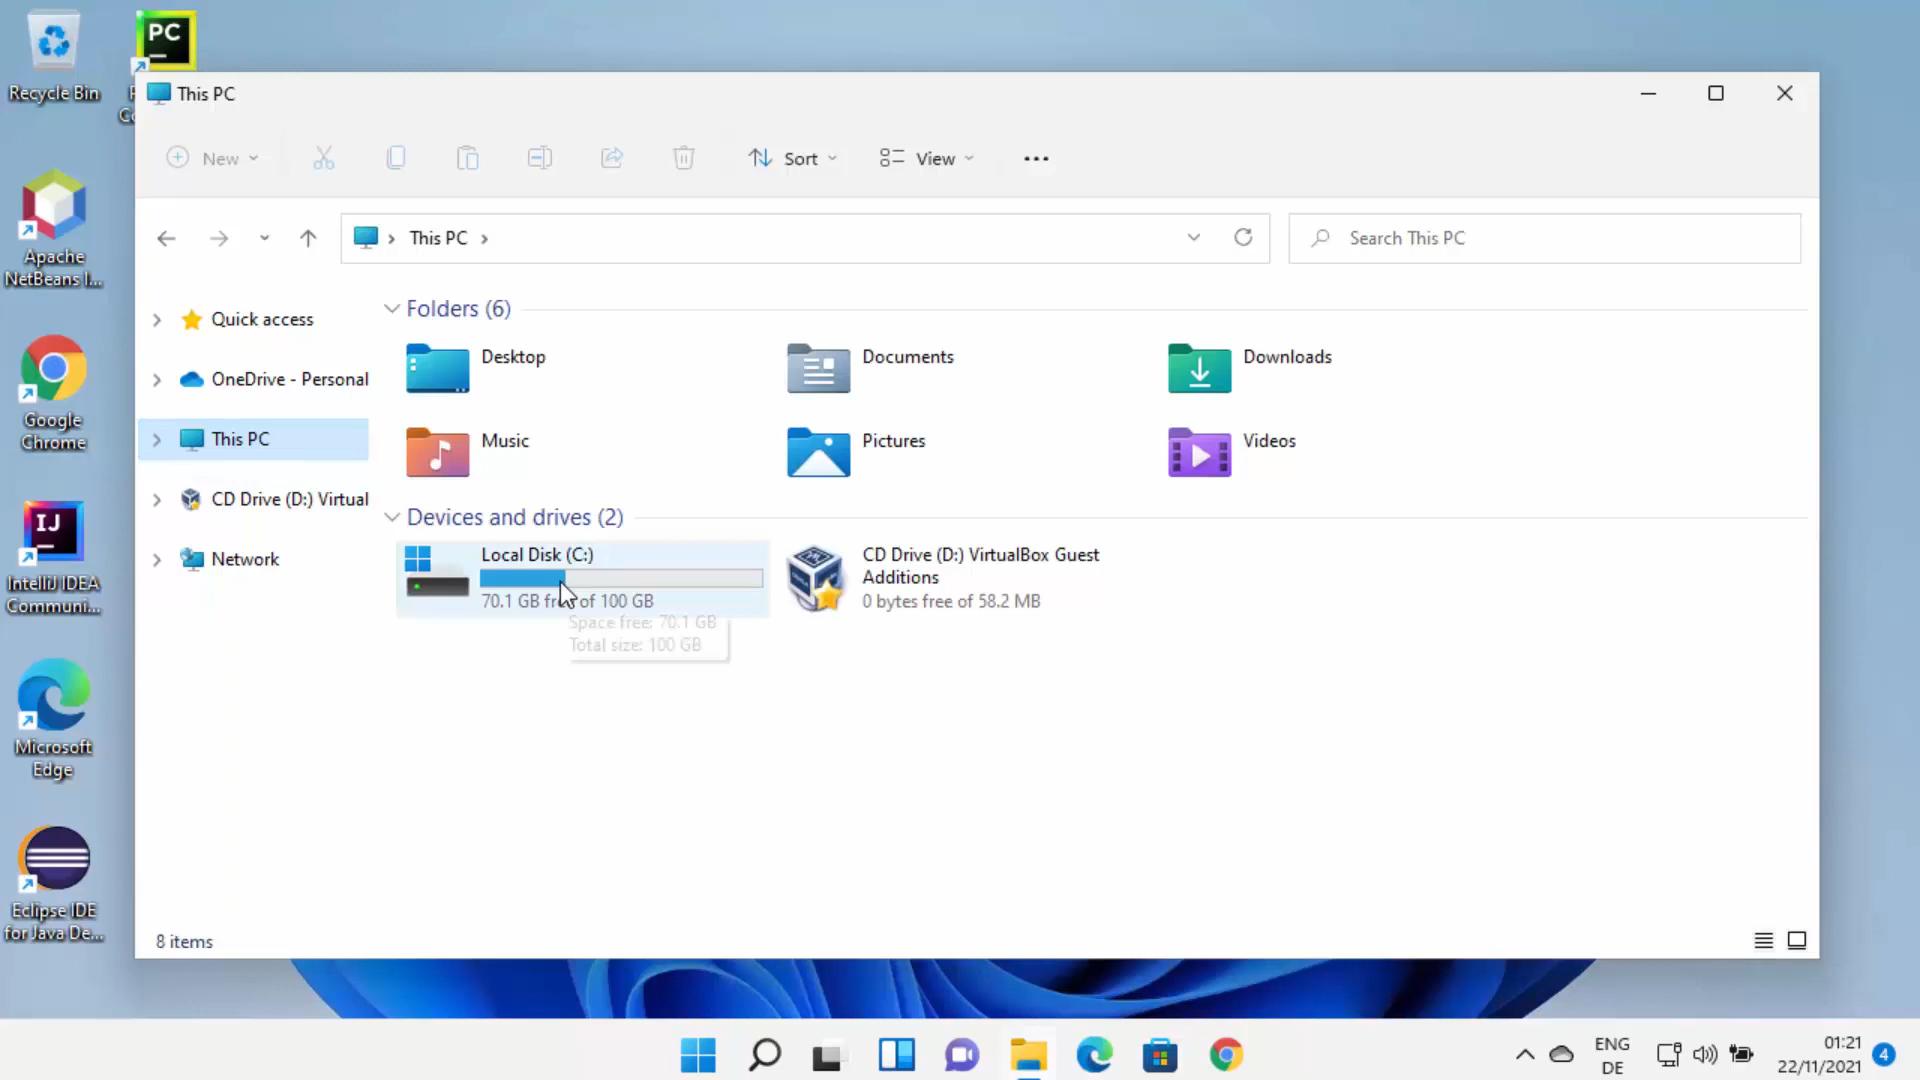 Recycle Bin
PC
Apache
NetBeans I...
Google
Chrome
IJ
IntelliJ IDEA
Communi...
Microsoft
Edge
Eclipse IDE
for Java De...
This PC
New
Sort
View
This PC
Search This PC
Quick access
OneDrive - Personal
This PC
CD Drive (D:) Virtual
Network
Folders (6)
Desktop
Documents
Downloads
Music
Pictures
Videos
Devices and drives (2)
Local Disk (C:)
70.1 GB free of 100 GB
Space free: 70.1 GB
Total size: 100 GB
CD Drive (D:) VirtualBox Guest
Additions
0 bytes free of 58.2 MB
8 items
ENG
DE
01:21
22/11/2021
4